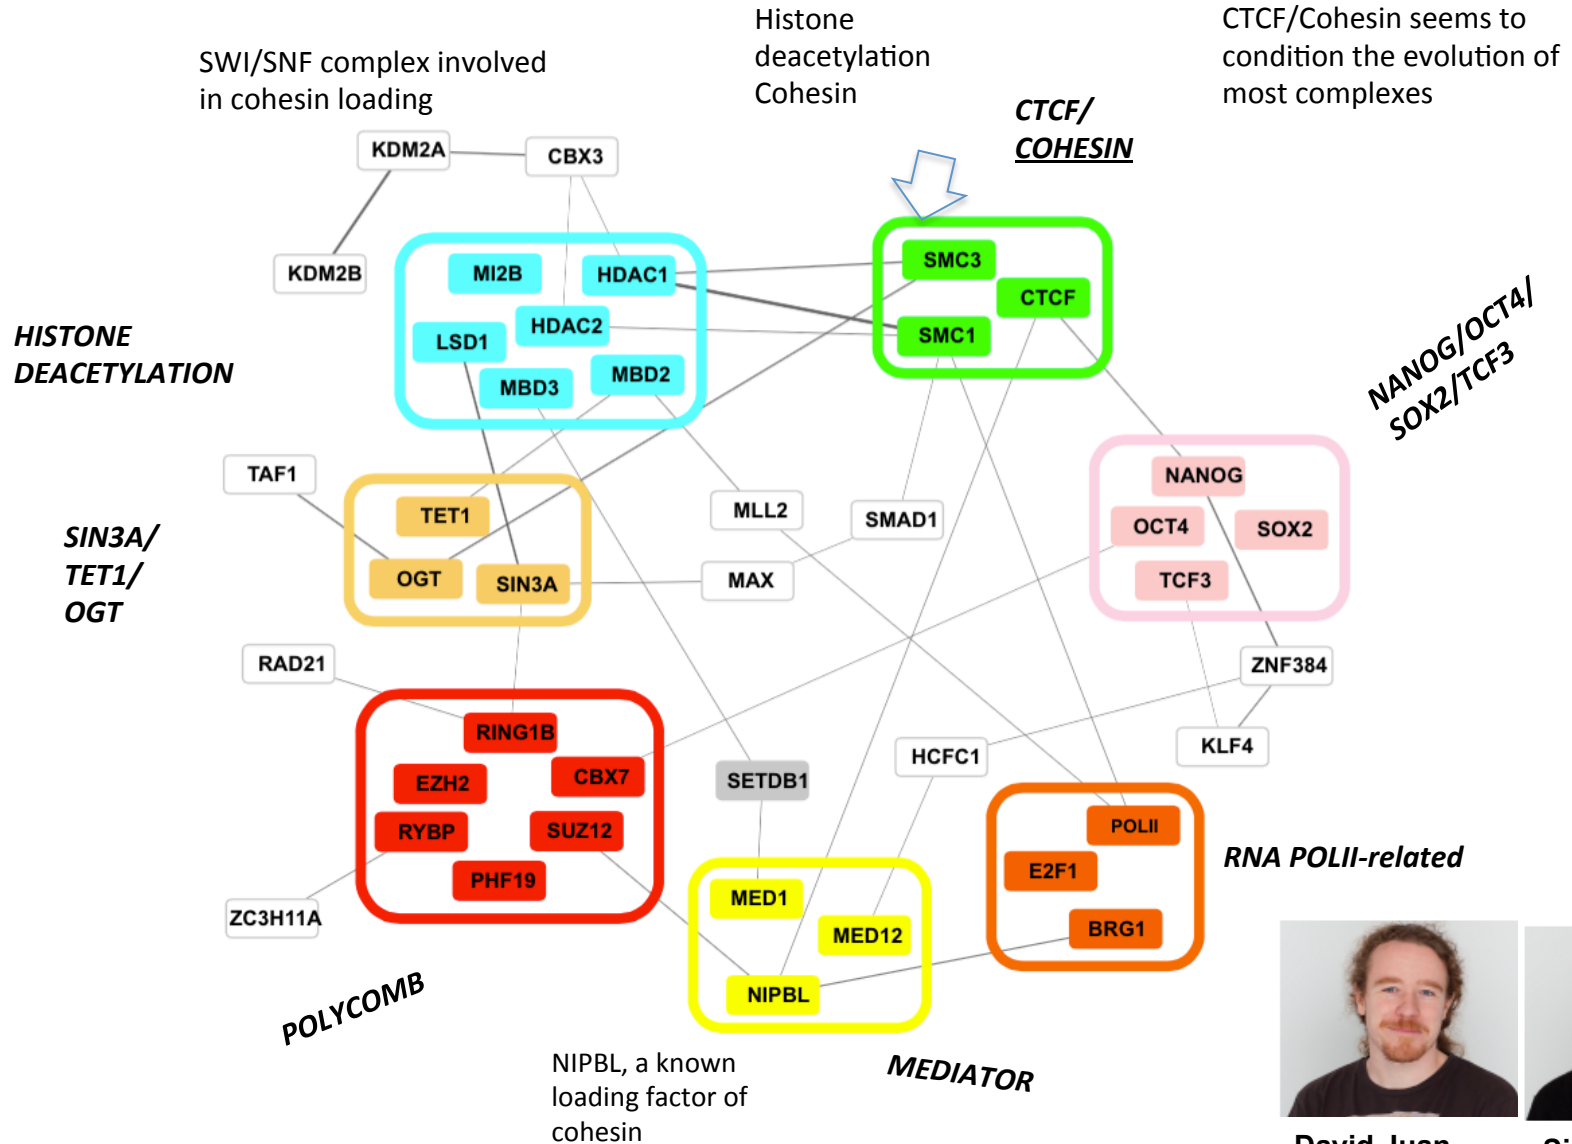 SWI/SNF complex involved
in cohesin loading
Histone
deacetylation
Cohesin
CTCF/Cohesin seems to
condition the evolution of
most complexes
CTCF/
COHESIN
KDM2A
CBX3
KDM2B
MI2B
HDAC1
HDAC2
LSD1
MBD3
MBD2
SMC3
CTCF
SMC1
HISTONE
DEACETYLATION
NANOG/OCT4/
SOX2/TCF3
TAF1
TET1
OGT
SIN3A
SIN3A/
TET1/
OGT
MLL2
SMAD1
MAX
NANOG
OCT4
SOX2
TCF3
RAD21
ZNF384
RING1B
EZH2
CBX7
RYBP
SUZ12
PHF19
ZC3H11A
SETDB1
HCFC1
KLF4
POLII
E2F1
BRG1
RNA POLII-related
MED1
MED12
NIPBL
POLYCOMB
MEDIATOR
NIPBL, a known
loading factor of
cohesin
David Juan